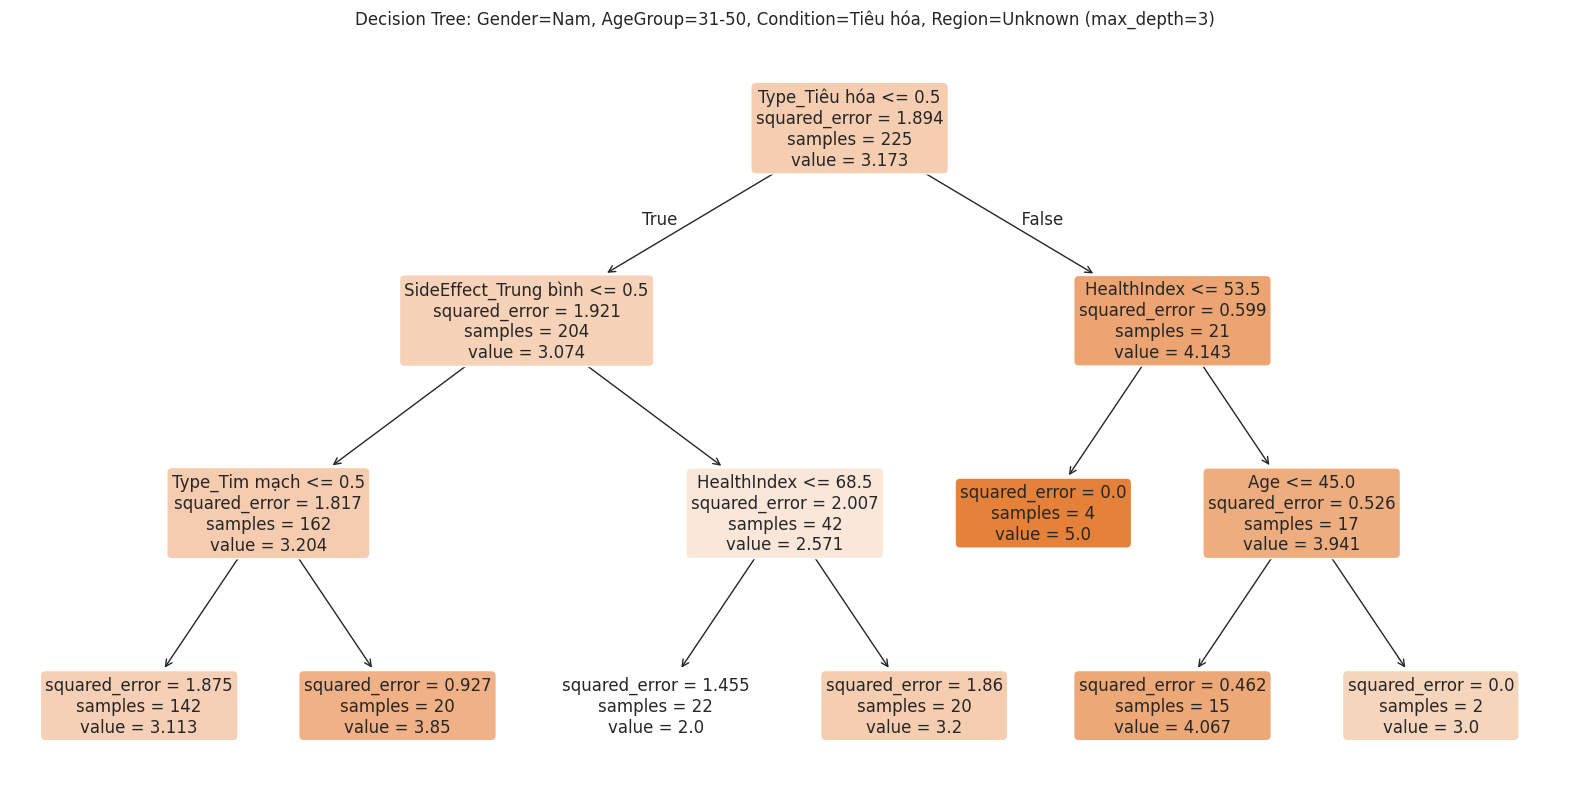 Decision Tree: Gender=Nam, AgeGroup=31-50, Condition=Tiêu hóa, Region=Unknown (max_depth=3)
Type_Tiêu hóa <= 0.5
squared_error = 1.894
samples = 225
value = 3.173
True
False
SideEffect_Trung bình <= 0.5
squared_error = 1.921
samples = 204
value = 3.074
HealthIndex <= 53.5
squared_error = 0.599
samples = 21
value = 4.143
Type_Tim mạch <= 0.5
squared_error = 1.817
samples = 162
value = 3.204
HealthIndex <= 68.5
squared_error = 2.007
samples = 42
value = 2.571
squared_error = 0.0
samples = 4
value = 5.0
Age <= 45.0
squared_error = 0.526
samples = 17
value = 3.941
squared_error = 1.875
samples = 142
value = 3.113
squared_error = 0.927
samples = 20
value = 3.85
squared_error = 1.455
samples = 22
value = 2.0
squared_error = 1.86
samples = 20
value = 3.2
squared_error = 0.462
samples = 15
value = 4.067
squared_error = 0.0
samples = 2
value = 3.0